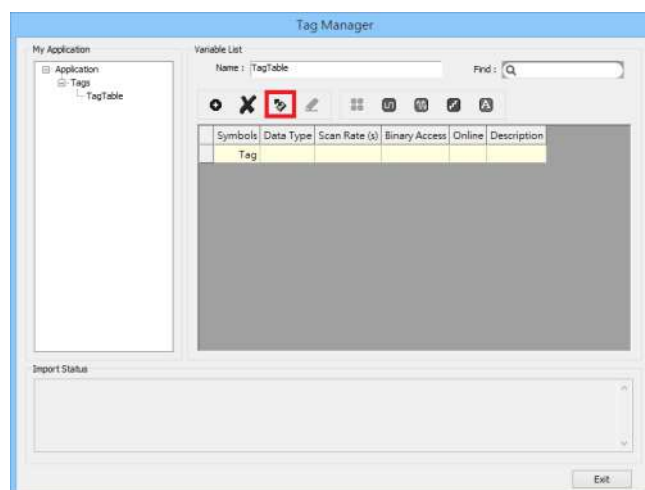 Tag Manager
My Application
Variable List
Application
Tags
TagTable
Name : TagTable
Find :
Symbols Data Type Scan Rate (s) Binary Access Online Description
Tag
Import Status
Exit